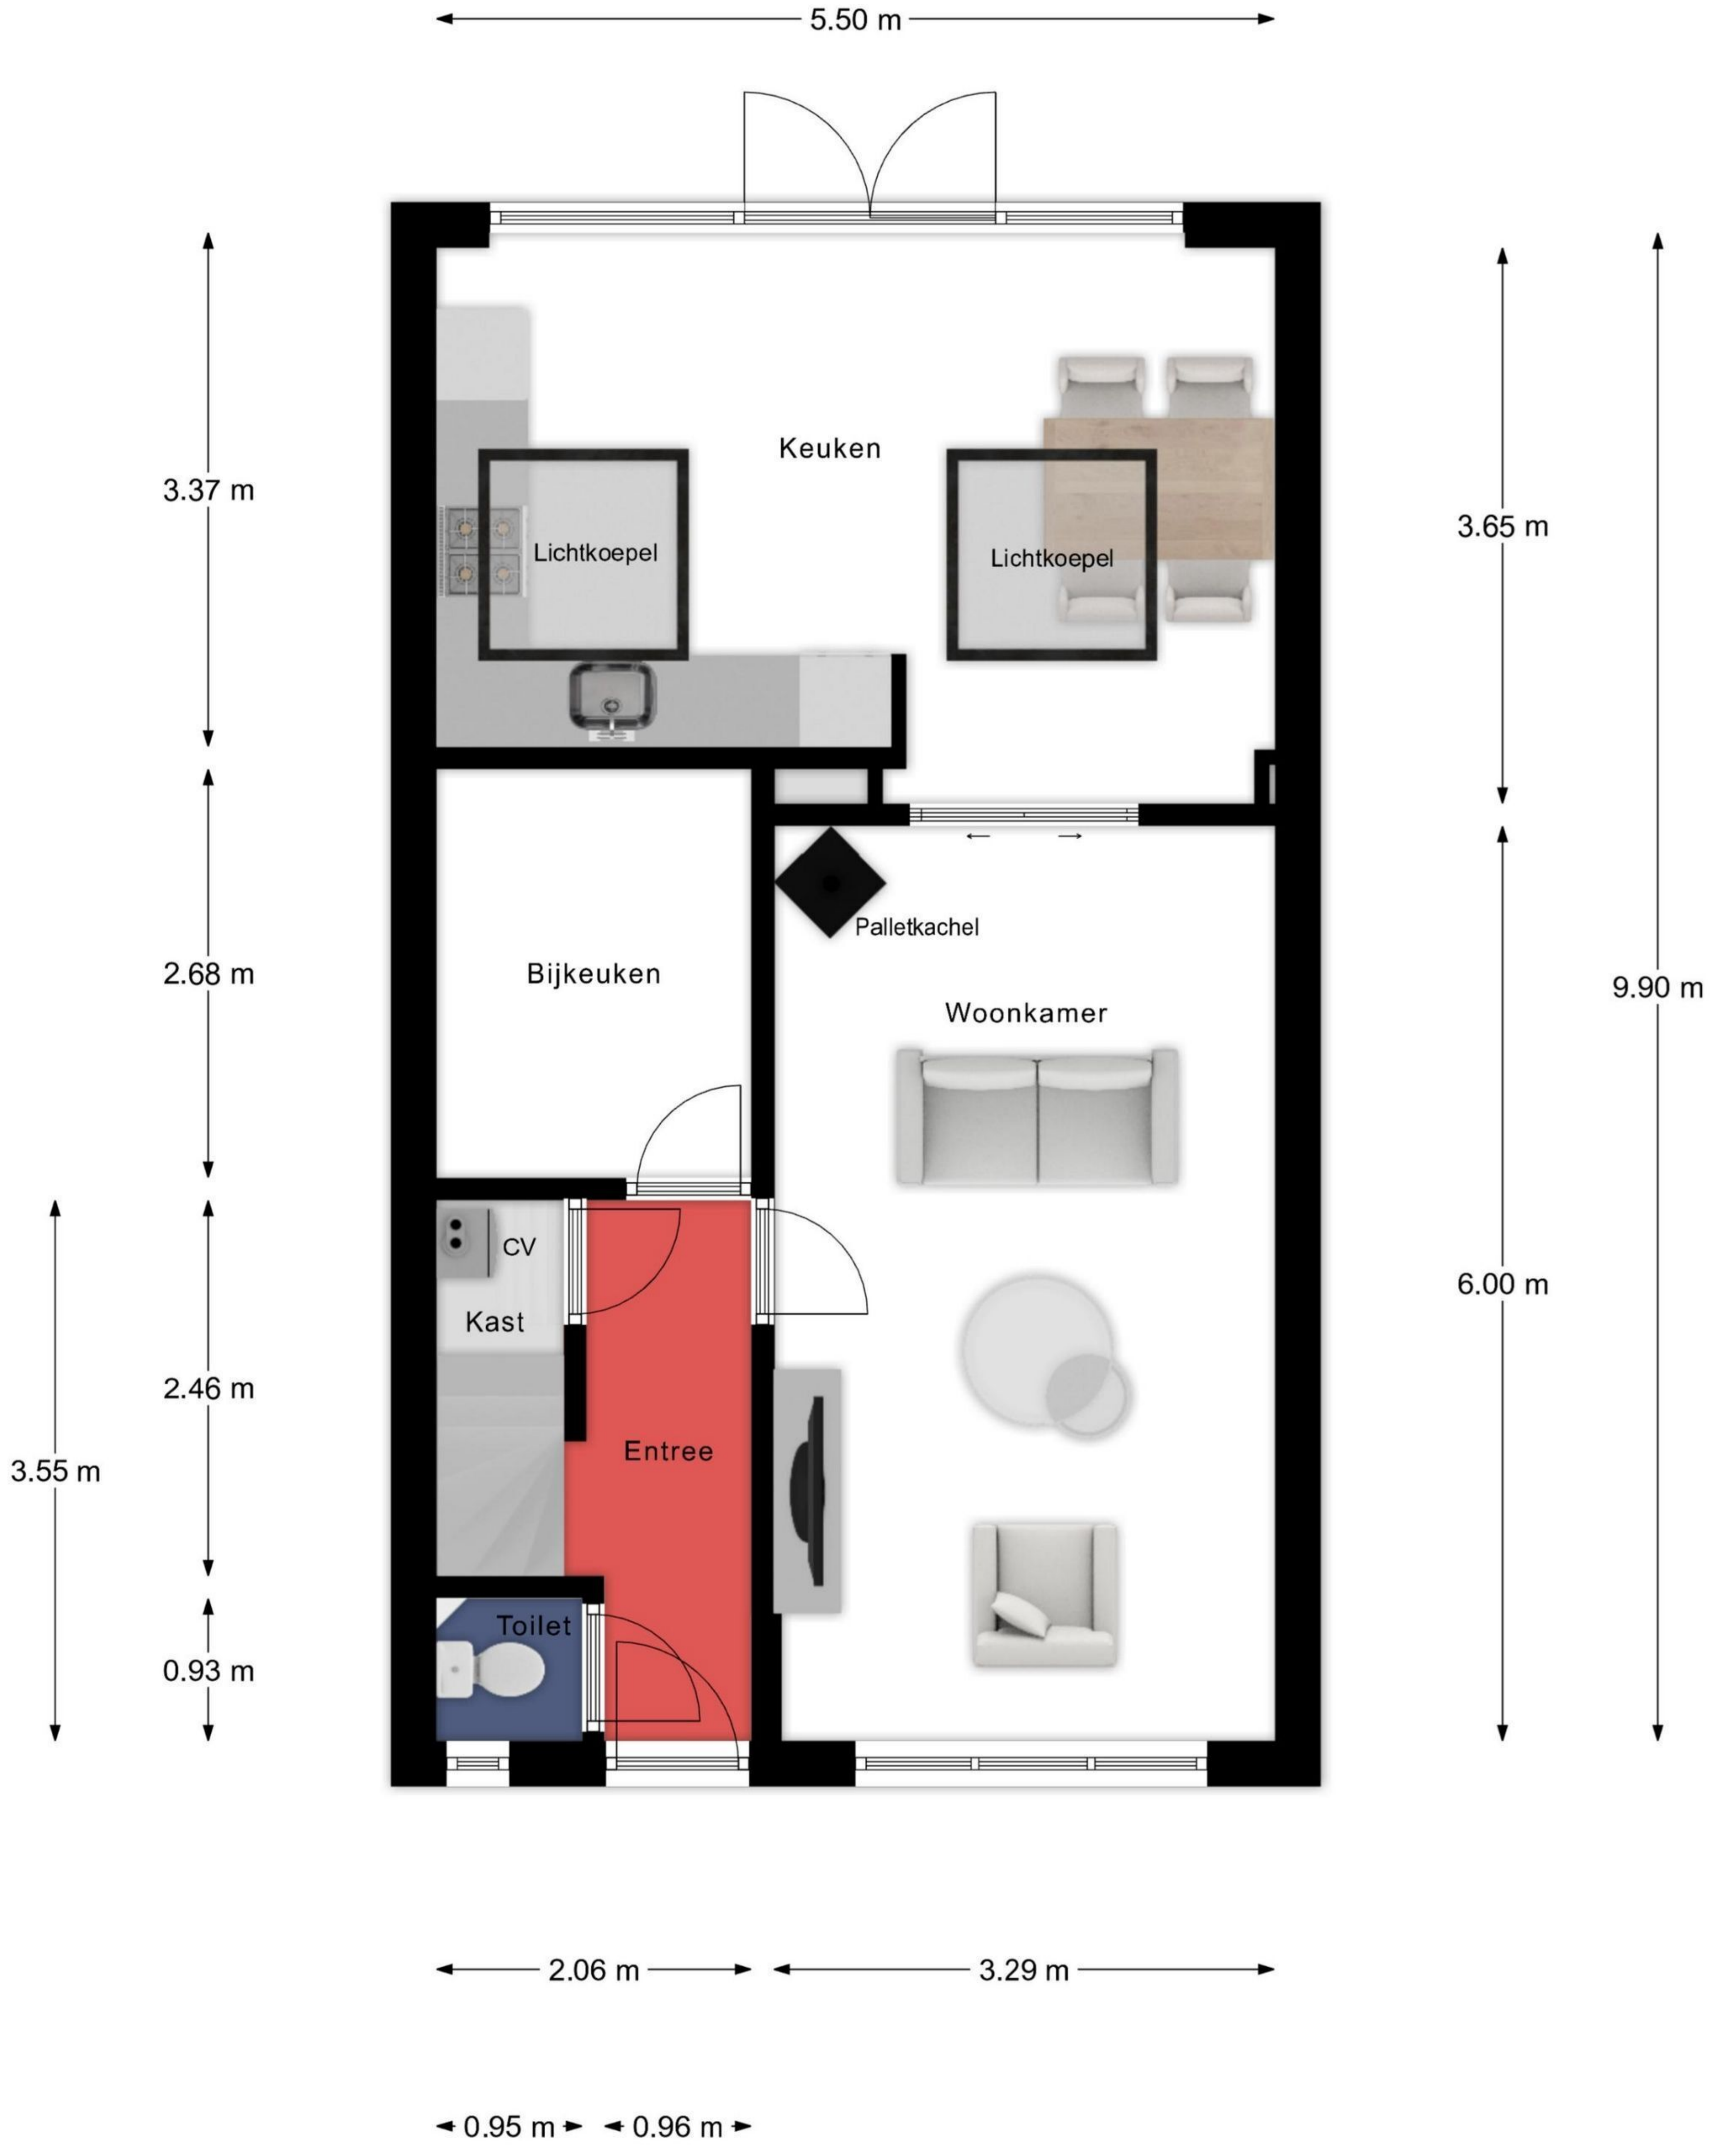 5.50 m
Keuken
3.37 m
3.65 m
Lichtkoepel
Lichtkoepel
Palletkachel
Bijkeuken
2.68 m
9.90 m
Woonkamer
CV
Kast
6.00 m
2.46 m
Entree
3.55 m
Toilet
0.93 m
2.06 m
3.29 m
0.95 m
0.96 m